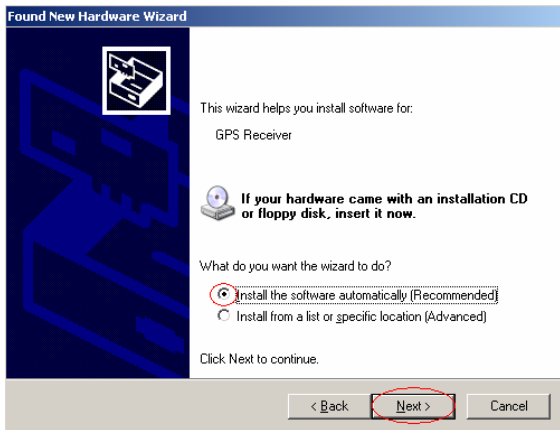 Found New Hardware Wizard
This wizard helps you install software for:
GPS Receiver
If your hardware came with an installation CD
or floppy disk, insert it now.
What do you want the wizard to do?
Install the software automatically (Recommended)
Install from a list or specific location (Advanced)
Click Next to continue.
< Back Next > Cancel